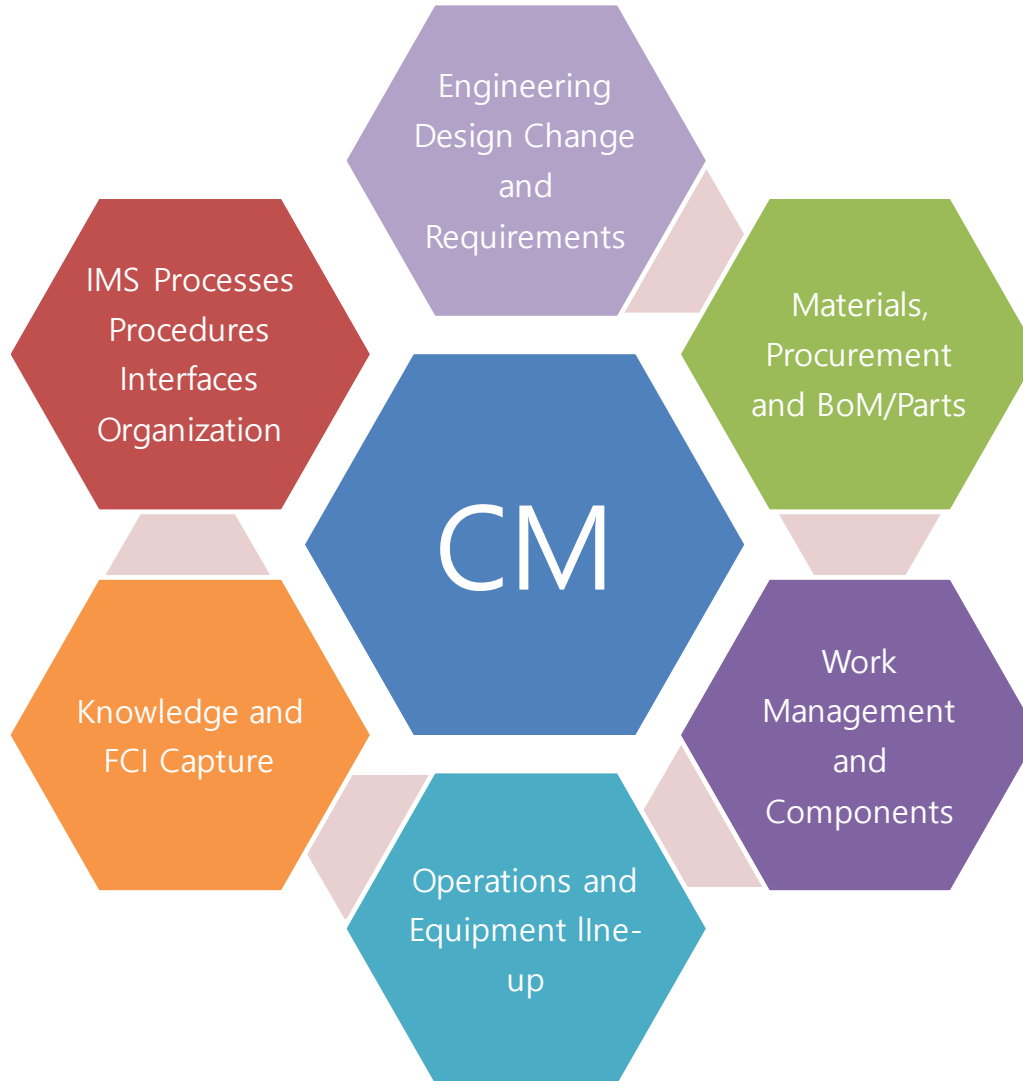 Engineering
Design Change
and
Requirements
IMS Processes
Procedures
Interfaces
Organization
Materials,
Procurement
and BoM/Parts
CM
Knowledge and
FCI Capture
Work
Management
and
Components
Operations and
Equipment lIne-
up